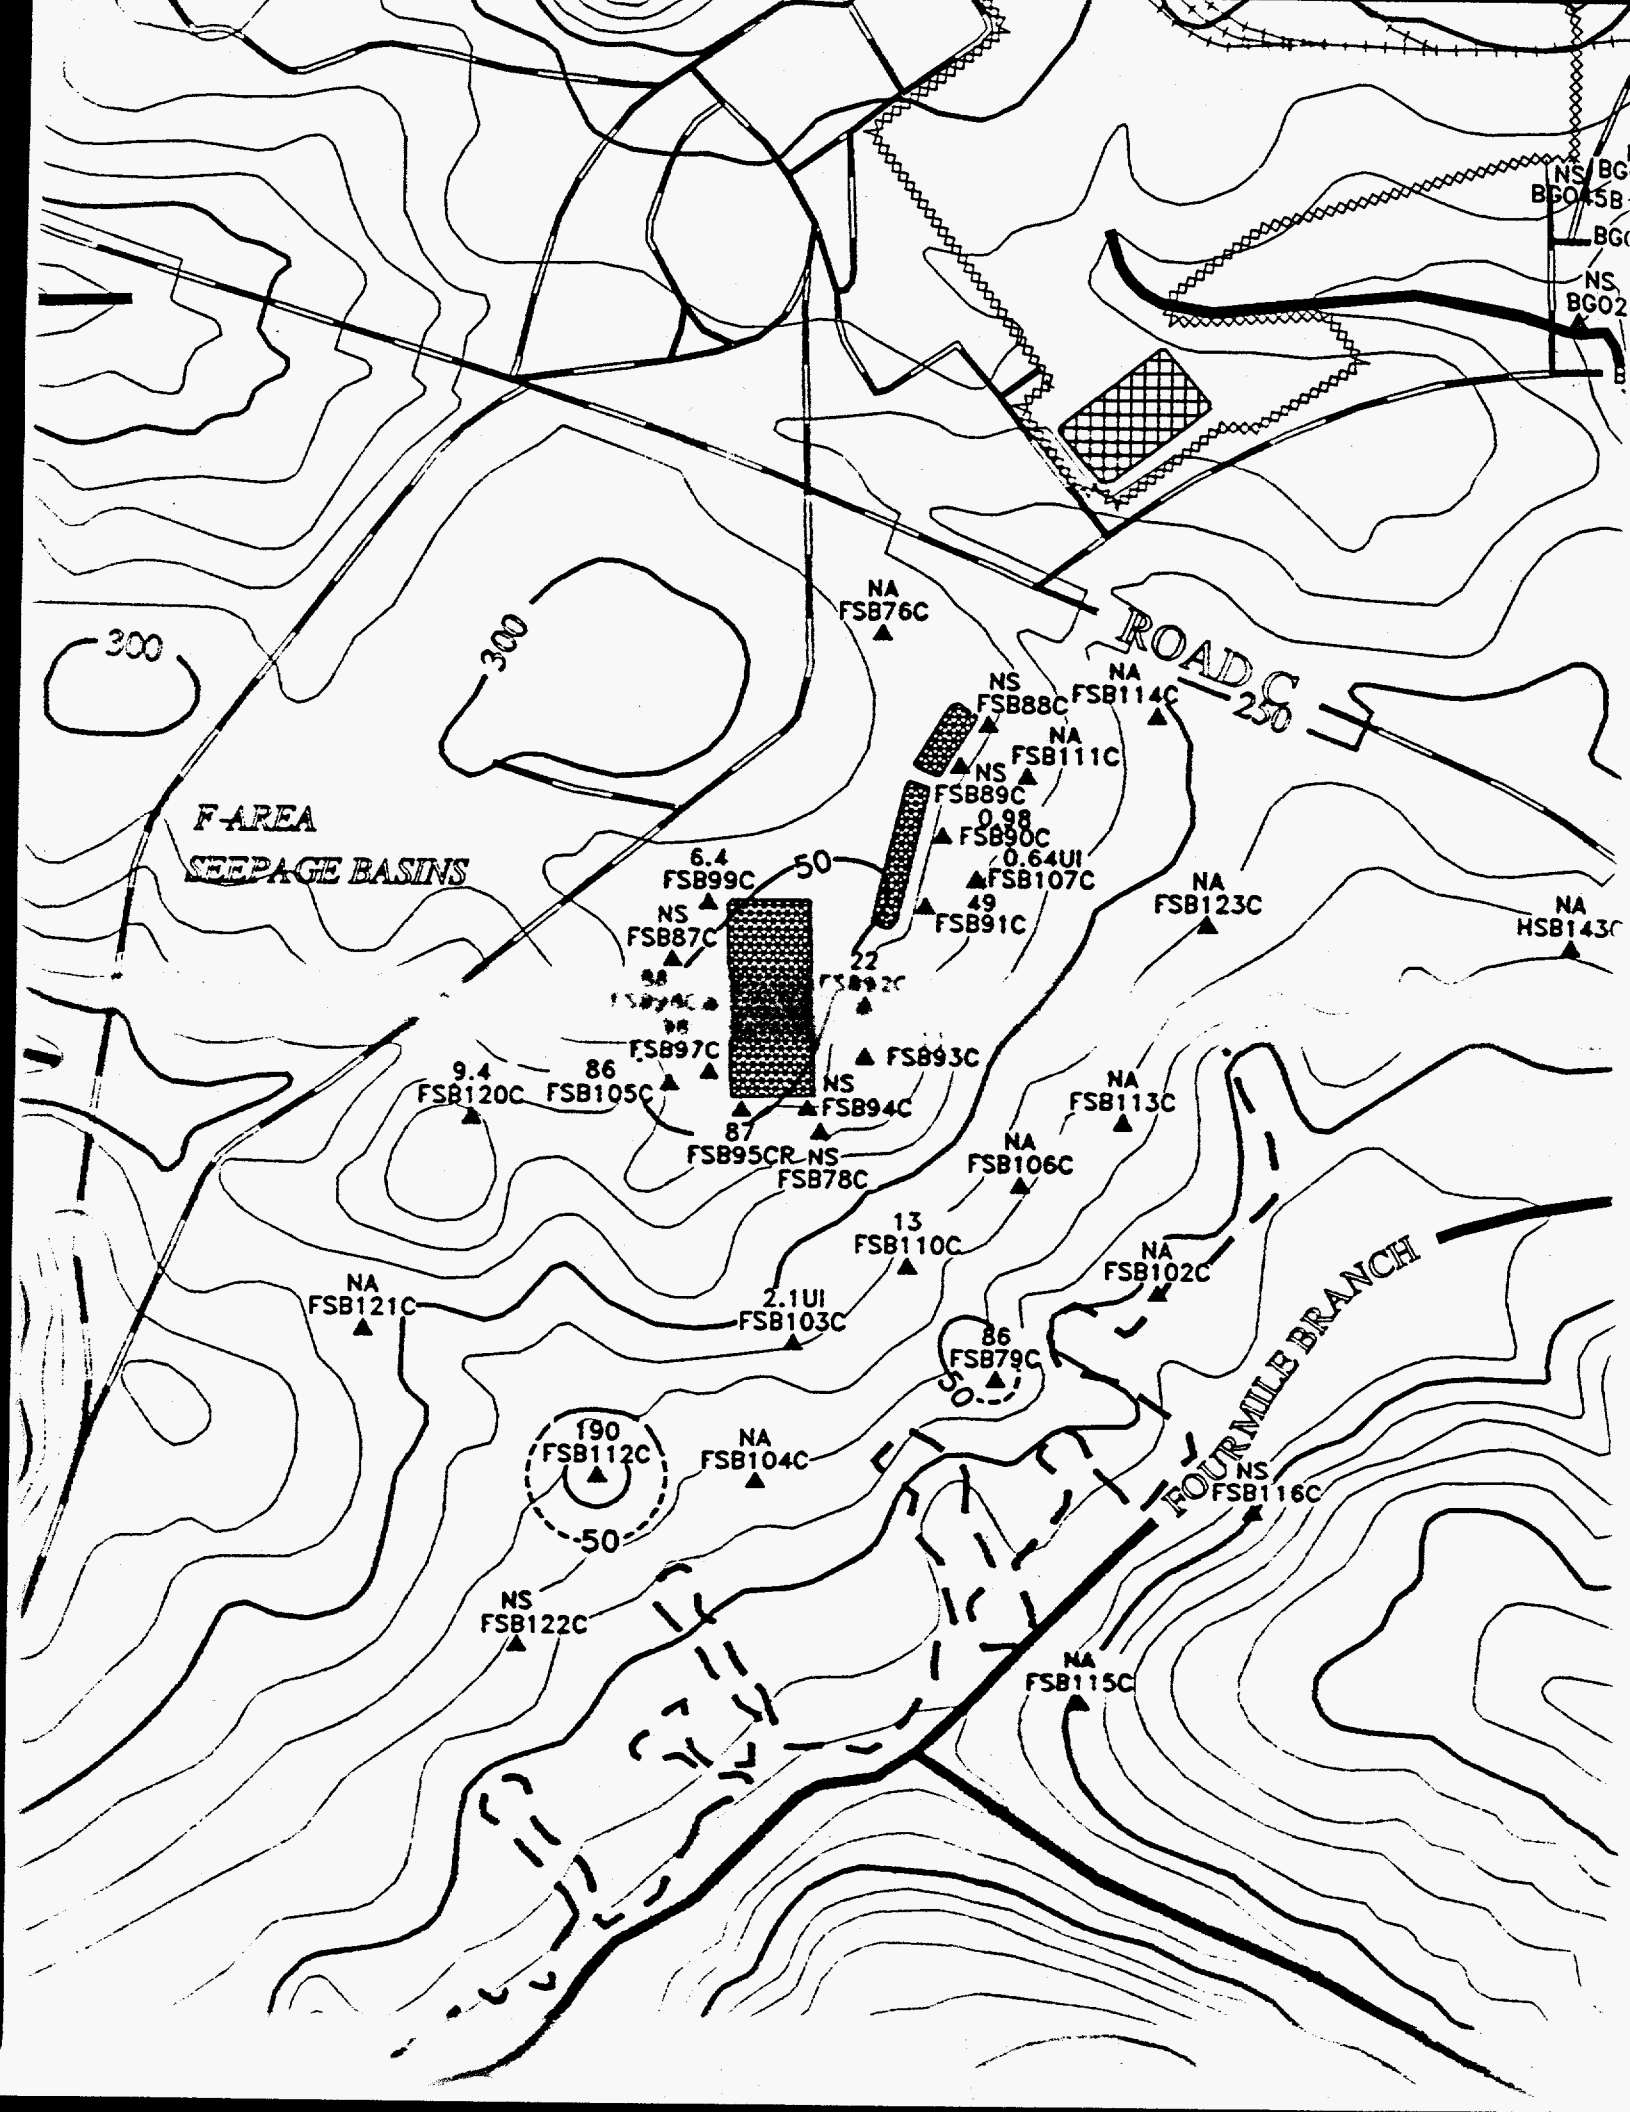 NS
BG
BG045B
BG0
NS
BG02
NA
FSB76C
300
300
ROAD C
250
NS
FSB88C
NA
FSB114C
NA
FSB111C
NS
FSB89C
0.98
FSB90C
0.64UI
FSB107C
49
FSB91C
F-AREA
SEEPAGE BASINS
6.4
FSB99C
50
NS
FSB87C
NA
FSB123C
NA
HSB143C
22
FSB92C
FSB97C
FSB93C
9.4
FSB120C
86
FSB105C
NS
FSB94C
87
FSB95CR
NS
FSB78C
NA
FSB113C
NA
FSB106C
13
FSB110C
NA
FSB102C
NA
FSB121C
2.1UI
FSB103C
86
FSB79C
50
FOURMILE BRANCH
190
FSB112C
50
NA
FSB104C
NS
FSB116C
NS
FSB122C
NA
FSB115C